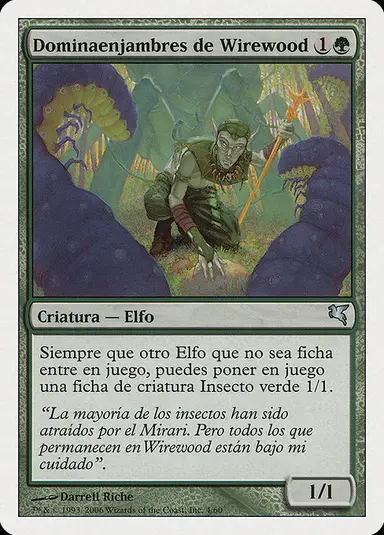 Dominaenjambres de Wirewood 1
Criatura — Elfo
Siempre que otro Elfo que no sea ficha
entre en juego, puedes poner en juego
una ficha de criatura Insecto verde 1/1.
“La mayoría de los insectos han sido
atraídos por el Mirari. Pero todos los que
permanecen en Wirewood están bajo mi
cuidado”.
Darrell Riche
1/1
™ & © 1993–2006 Wizards of the Coast, Inc. 4/60